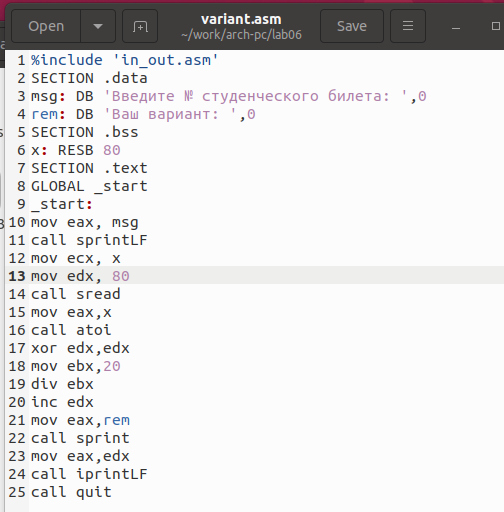 Open
variant.asm
~/work/arch-pc/lab06
Save
1 %include 'in_out.asm'
2 SECTION .data
3 msg: DB 'Введите № студенческого билета: ',0
4 rem: DB 'Ваш вариант: ',0
5 SECTION .bss
6 x: RESB 80
7 SECTION .text
8 GLOBAL _start
9 _start:
10 mov eax, msg
11 call sprintLF
12 mov ecx, x
13 mov edx, 80
14 call sread
15 mov eax,x
16 call atoi
17 xor edx,edx
18 mov ebx,20
19 div ebx
20 inc edx
21 mov eax,rem
22 call sprint
23 mov eax,edx
24 call iprintLF
25 call quit